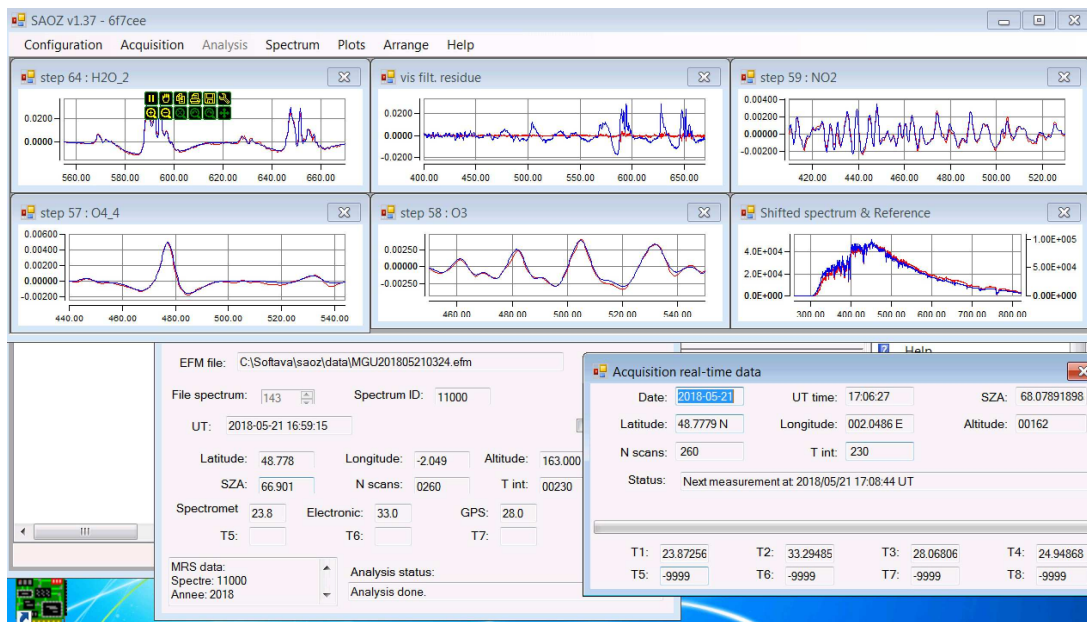 SAOZ v1.37 - 6f7cee
Configuration Acquisition Analysis Spectrum Plots Arrange Help
step 64 : H2O_2
0.0200
0.0000
560.00 580.00 600.00 620.00 640.00 660.00
vis filt. residue
0.0200
0.0000
-0.0200
400.00 450.00 500.00 550.00 600.00 650.00
step 59 : NO2
0.00400
0.00200
0.00000
-0.00200
420.00 440.00 460.00 480.00 500.00 520.00
step 57 : O4_4
0.00600
0.00400
0.00200
0.00000
-0.00200
440.00 460.00 480.00 500.00 520.00 540.00
step 58 : O3
0.00250
0.00000
-0.00250
460.00 480.00 500.00 520.00 540.00
Shifted spectrum & Reference
4.0E+004 1.00E+005
2.0E+004 5.00E+004
0.0E+000 0.00E+000
300.00 400.00 500.00 600.00 700.00 800.00
Help
EFM file: C:\Softava\saoz\data\MGU201805210324.efm
File spectrum: 143 Spectrum ID: 11000
UT: 2018-05-21 16:59:15
Latitude: 48.778 Longitude: -2.049 Altitude: 163.000
SZA: 66.901 N scans: 0260 T int: 00230
Spectromet 23.8 Electronic: 33.0 GPS: 28.0
T5: T6: T7:
MRS data:
Spectre: 11000
Annee: 2018
Analysis status:
Analysis done.
Acquisition real-time data
Date: 2018-05-21 UT time: 17:06:27 SZA: 68.07891898
Latitude: 48.7779 N Longitude: 002.0486 E Altitude: 00162
N scans: 260 T int: 230
Status: Next measurement at 2018/05/21 17:08:44 UT
T1: 23.87256 T2: 33.29485 T3: 28.06806 T4: 24.94868
T5: -9999 T6: -9999 T7: -9999 T8: -9999